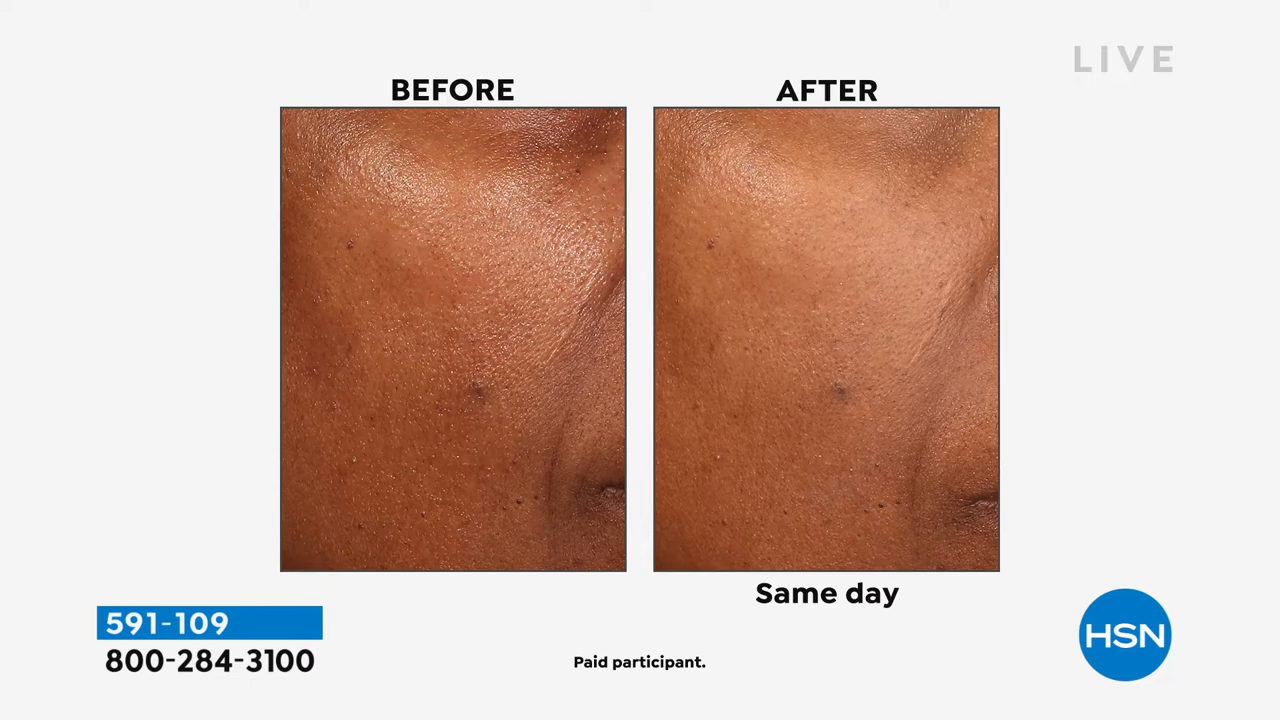 LIVE
BEFORE
AFTER
Same day
591-109
800-284-3100
Paid participant.
HSN